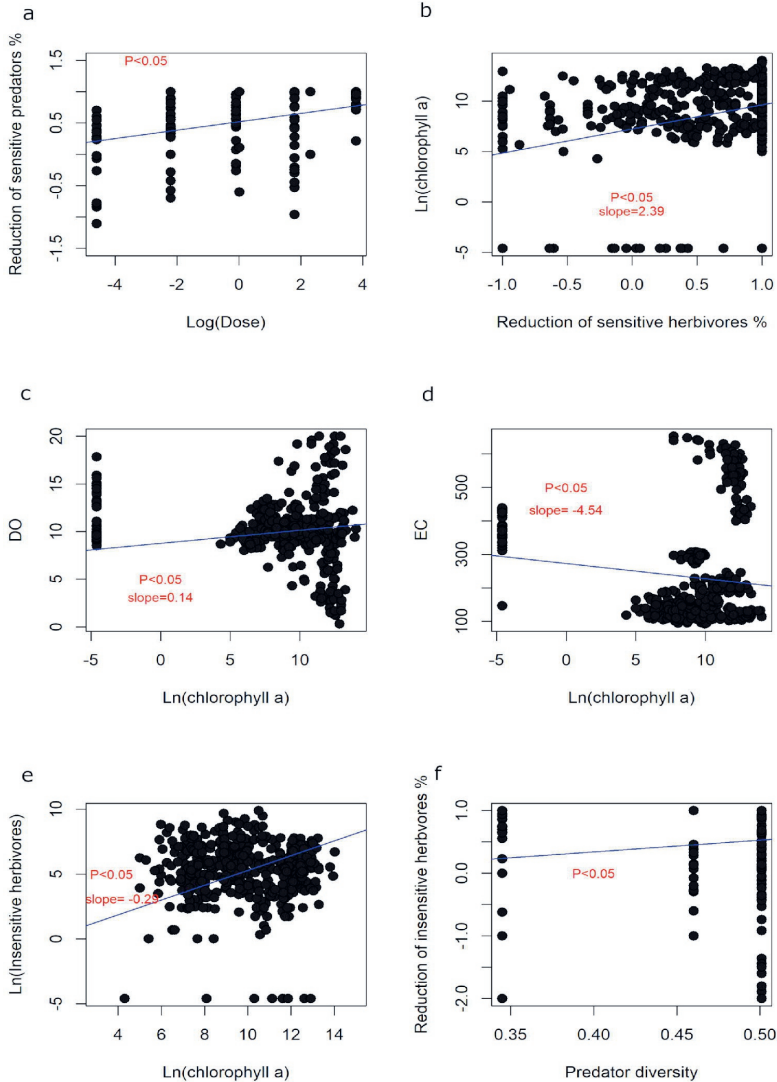 a
Reduction of sensitive predators %
1.5
0.5
-0.5
-1.5
P<0.05
-4 -2 0 2 4
Log(Dose)
b
Ln(chlorophyll a)
10
5
0
-5
P<0.05
slope=2.39
-1.0 -0.5 0.0 0.5 1.0
Reduction of sensitive herbivores %
c
DO
20
15
10
5
0
P<0.05
slope=0.14
-5 0 5 10
Ln(chlorophyll a)
d
EC
500
300
100
P<0.05
slope= -4.54
-5 0 5 10
Ln(chlorophyll a)
e
Ln(Insensitive herbivores)
10
5
0
-5
P<0.05
slope= -0.29
4 6 8 10 12 14
Ln(chlorophyll a)
f
Reduction of insensitive herbvores %
1.0
0.0
-1.0
-2.0
P<0.05
0.35 0.40 0.45 0.50
Predator diversity